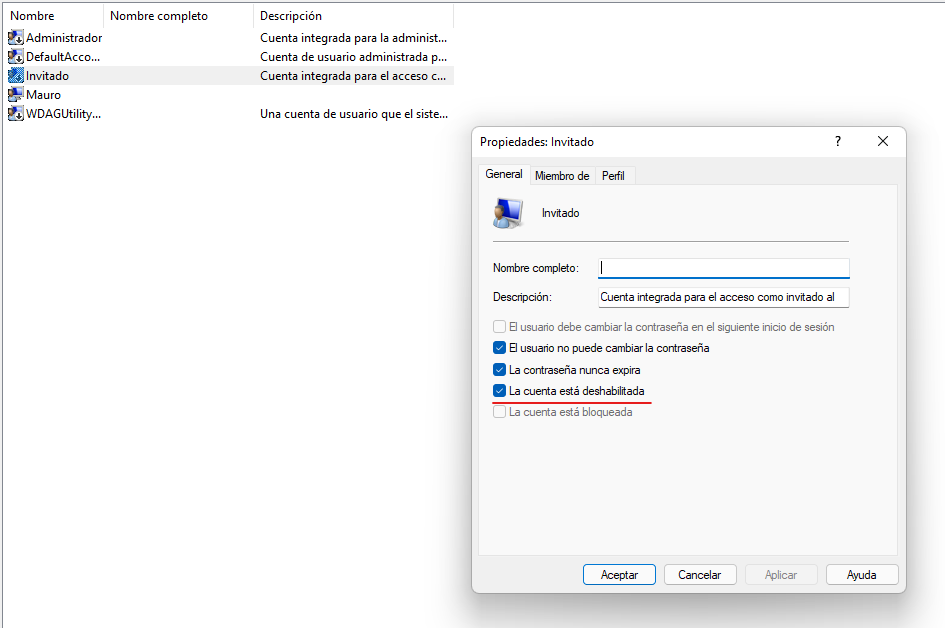 Nombre Nombre completo Descripción
Administrador Cuenta integrada para la administ...
DefaultAcco... Cuenta de usuario administrada p...
Invitado Cuenta integrada para el acceso c...
Mauro
WDAGUtility... Una cuenta de usuario que el siste...
Propiedades: Invitado ?
General Miembro de Perfil
Invitado
Nombre completo:
Descripción: Cuenta integrada para el acceso como invitado al
El usuario debe cambiar la contraseña en el siguiente inicio de sesión
El usuario no puede cambiar la contraseña
La contraseña nunca expira
La cuenta está deshabilitada
La cuenta está bloqueada
Aceptar Cancelar Aplicar Ayuda